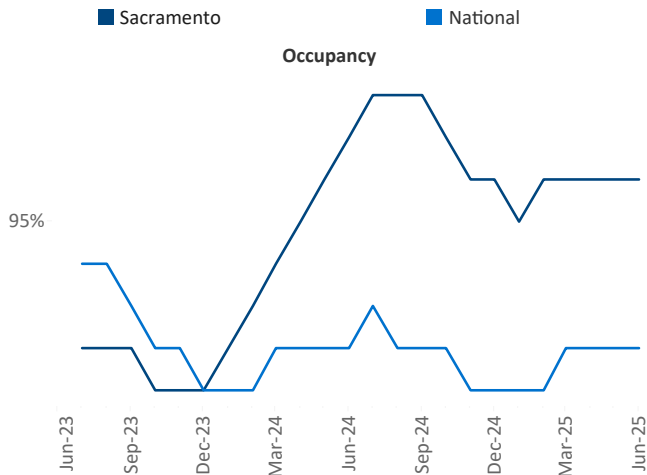 Sacramento
National
Occupancy
95%
Jun-23
Sep-23
Dec-23
Mar-24
Jun-24
Sep-24
Dec-24
Mar-25
Jun-25